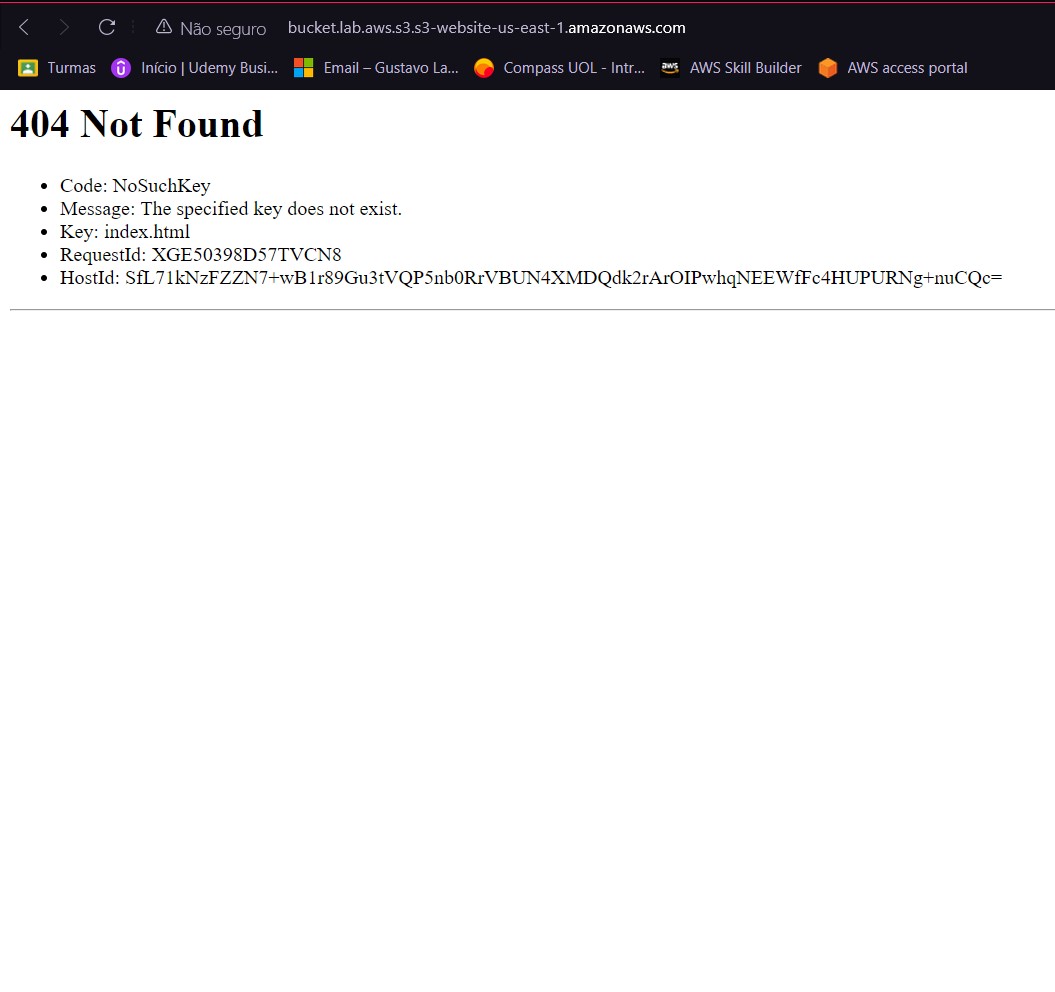 Não seguro bucket.lab.aws.s3.s3-website-us-east-1.amazonaws.com
Turmas Início | Udemy Busi... Email – Gustavo La... Compass UOL - Intr... aws AWS Skill Builder AWS access portal
404 Not Found
• Code: NoSuchKey
• Message: The specified key does not exist.
• Key: index.html
• RequestId: XGE50398D57TVCN8
• HostId: SfL71kNzFZZN7+wB1r89Gu3tVQP5nb0RrVBUN4XMDQdk2rArOIPwhqNEEWfFc4HUPURNg+nuCQc=